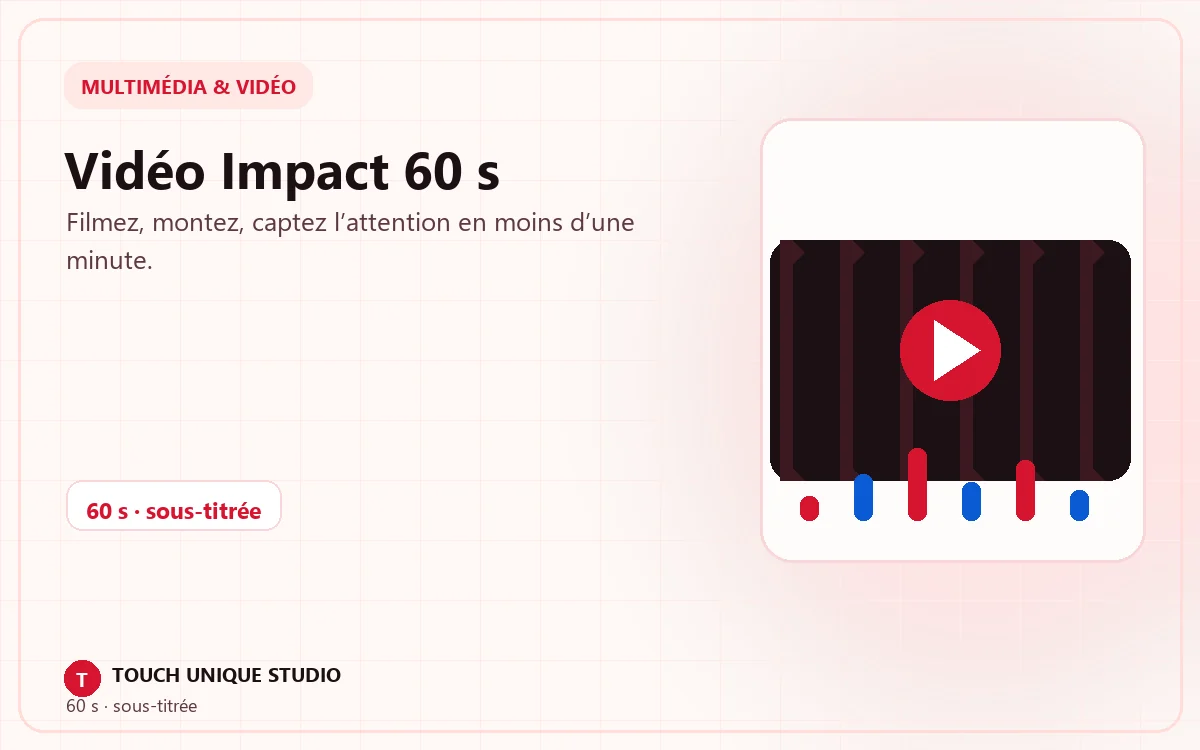 MULTIMÉDIA & VIDÉO
Vidéo Impact 60 s
Filmez, montez, captez l’attention en moins d’une
minute.
60 s · sous-titrée
T
TOUCH UNIQUE STUDIO
60 s · sous-titrée